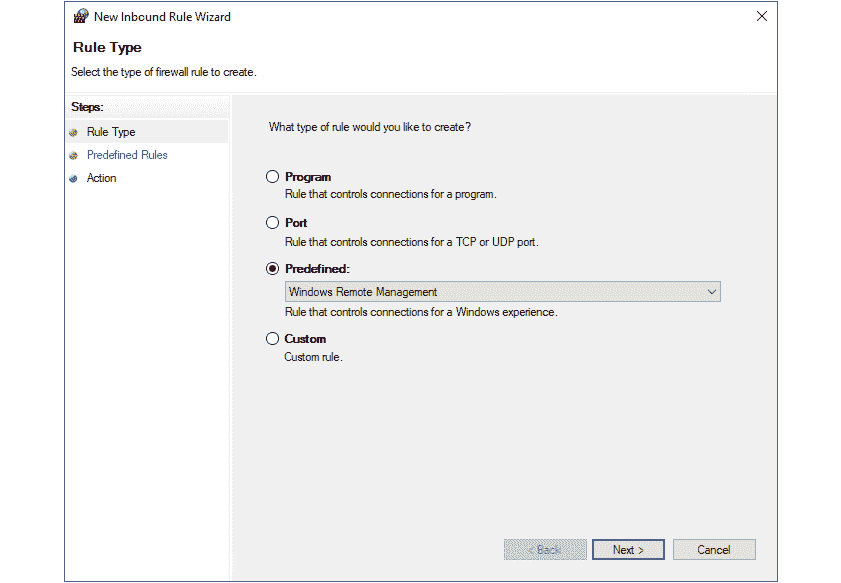 New Inbound Rule Wizard
Rule Type
Select the type of firewall rule to create.
Steps:
Rule Type
Predefined Rules
Action
What type of rule would you like to create?
Program
Rule that controls connections for a program.
Port
Rule that controls connections for a TCP or UDP port.
Predefined:
Windows Remote Management
Rule that controls connections for a Windows experience.
Custom
Custom rule.
< Back
Next >
Cancel